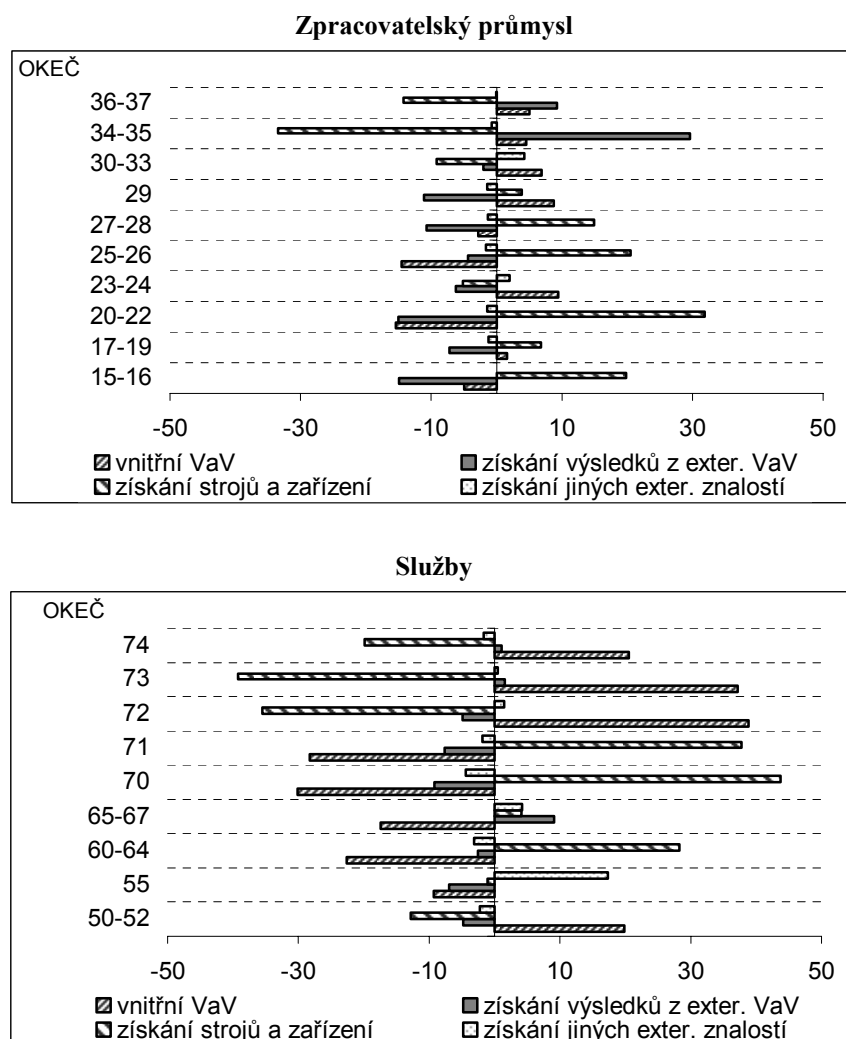 Zpracovatelský průmysl
OKEČ
36-37
34-35
30-33
29
27-28
25-26
23-24
20-22
17-19
15-16
-50 -30 -10 10 30 50
vnitřní VaV získání výsledků z exter. VaV
získání strojů a zařízení získání jiných exter. znalostí
Služby
OKEČ
74
73
72
71
70
65-67
60-64
55
50-52
-50 -30 -10 10 30 50
vnitřní VaV získání výsledků z exter. VaV
získání strojů a zařízení získání jiných exter. znalostí